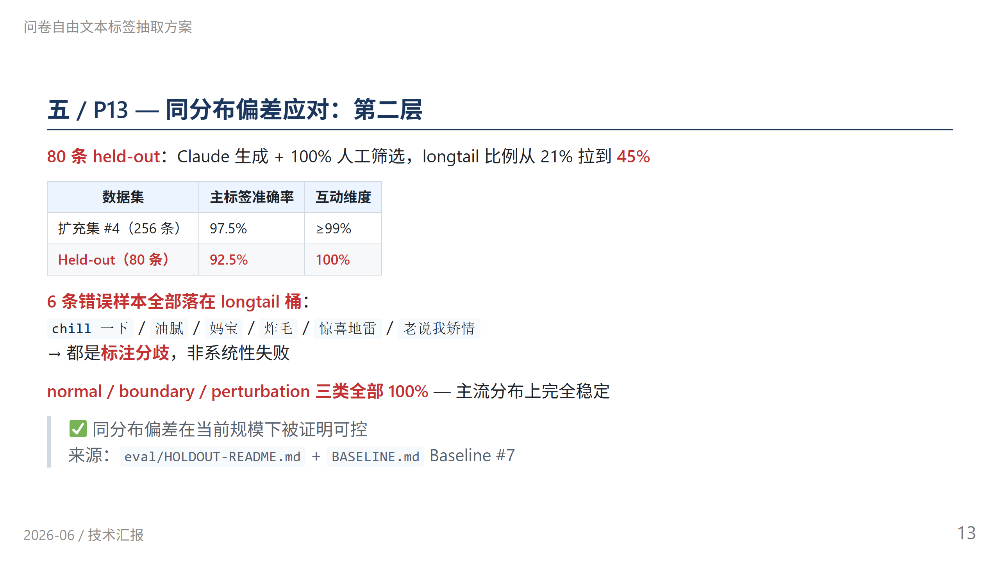 问卷自由文本标签抽取方案
五 / P13 — 同分布偏差应对：第二层
80 条 held-out：Claude 生成 + 100% 人工筛选，longtail 比例从 21% 拉到 45%
数据集 主标签准确率 互动维度
扩充集 #4（256 条） 97.5% ≥99%
Held-out（80 条） 92.5% 100%
6 条错误样本全部落在 longtail 桶：
chill 一下 / 油腻 / 妈宝 / 炸毛 / 惊喜地雷 / 老说我矫情
→ 都是标注分歧，非系统性失败
normal / boundary / perturbation 三类全部 100% — 主流分布上完全稳定
✅ 同分布偏差在当前规模下被证明可控
来源：eval/HOLDOUT-README.md + BASELINE.md Baseline #7
2026-06 / 技术汇报
13